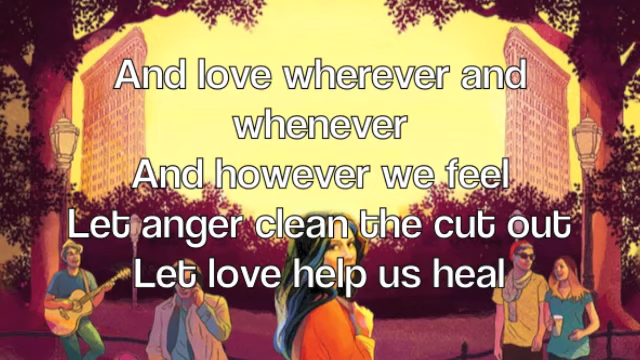 And love wherever and
whenever
And however we feel
Let anger clean the cut out
Let love help us heal